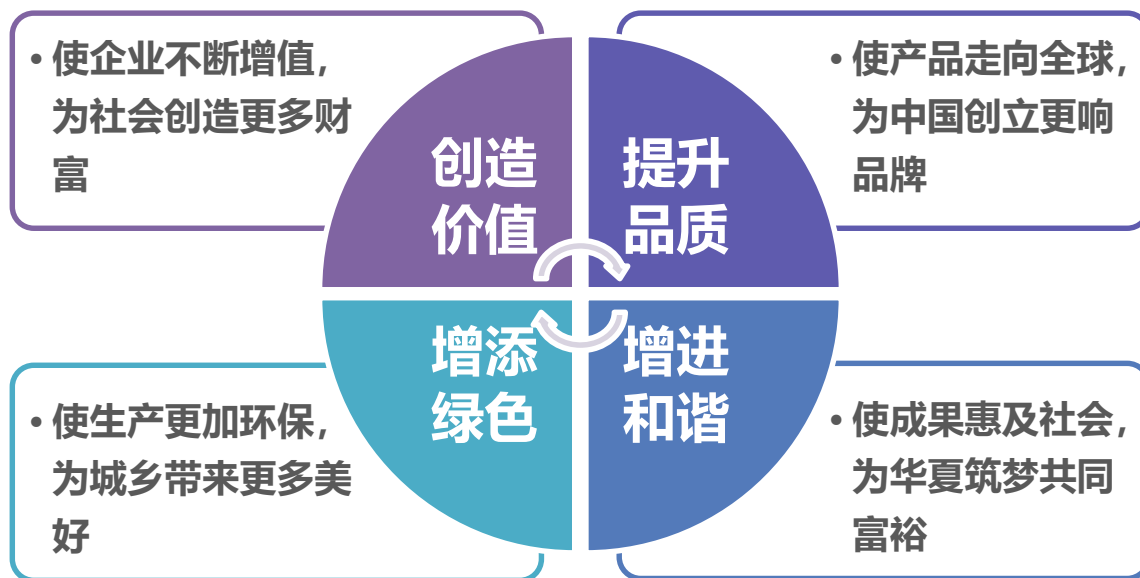 • 使企业不断增值，
为社会创造更多财
富
创造
价值
提升
品质
• 使产品走向全球，
为中国创立更响
品牌
• 使生产更加环保，
为城乡带来更多美
好
增添
绿色
增进
和谐
• 使成果惠及社会，
为华夏筑梦共同
富裕